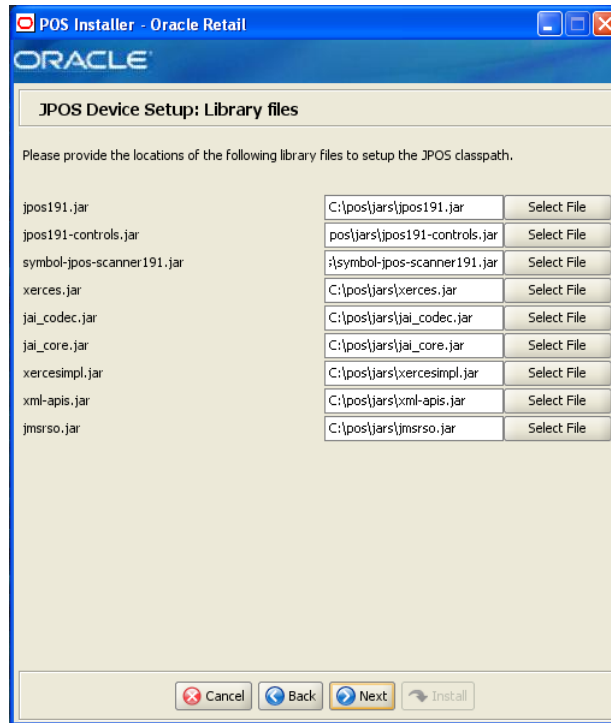 POS Installer - Oracle Retail
ORACLE
JPOS Device Setup: Library files
Please provide the locations of the following library files to setup the JPOS classpath.
jpos191.jar C:\pos\jars\jpos191.jar Select File
jpos191-controls.jar pos\jars\jpos191-controls.jar Select File
symbol-jpos-scanner191.jar \symbol-jpos-scanner191.jar Select File
xerces.jar C:\pos\jars\xerces.jar Select File
jai_codec.jar C:\pos\jars\jai_codec.jar Select File
jai_core.jar C:\pos\jars\jai_core.jar Select File
xercesimpl.jar C:\pos\jars\xercesimpl.jar Select File
xml-apis.jar C:\pos\jars\xml-apis.jar Select File
jmsrso.jar C:\pos\jars\jmsrso.jar Select File
Cancel Back Next Install